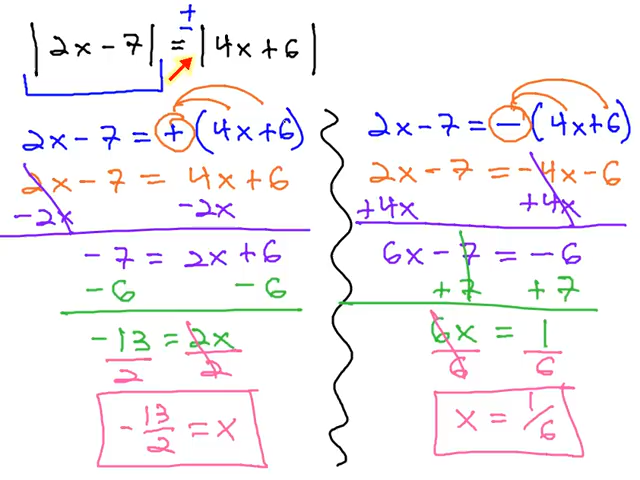 |2x - 7| = |4x + 6|
+
-
2x - 7 = + (4x + 6)
2x - 7 = 4x + 6
-2x -2x
- 7 = 2x + 6
- 6 - 6
-13/2 = 2x/2
-13/2 = x
2x - 7 = - (4x + 6)
2x - 7 = -4x - 6
+4x +4x
6x - 7 = - 6
+ 7 + 7
6x/6 = 1/6
x = 1/6